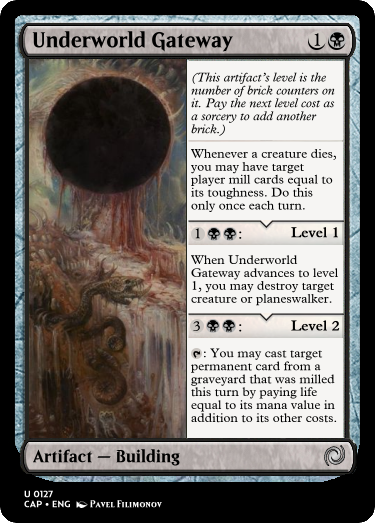 Underworld Gateway 1
(This artifact's level is the
number of brick counters
on it. Pay the next level cost as
a sorcery to add another
brick.)
Whenever a creature dies,
you may have target
player mill cards equal to
its toughness. Do this
only once each turn.
1 : Level 1
When Underworld
Gateway advances to level
1, you may destroy target
creature or planeswalker.
3 : Level 2
: You may cast target
permanent card from a
graveyard that was milled
this turn by paying life
equal to its mana value in
addition to its other costs.
Artifact — Building
U 0127
CAP • ENG PAVEL FILIMONOV